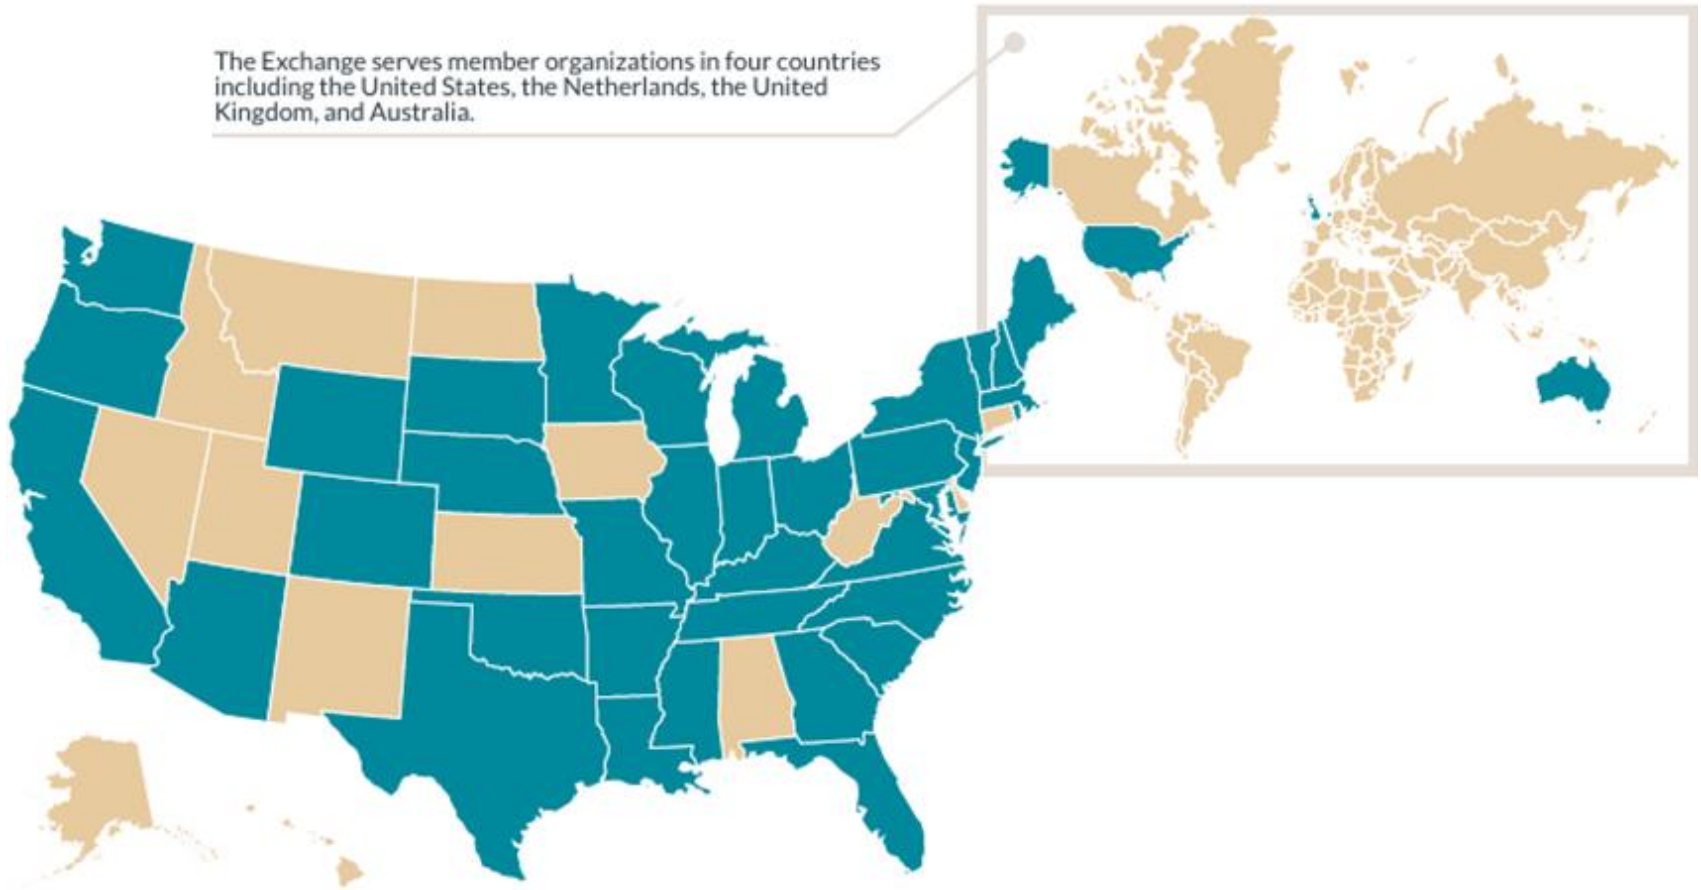 The Exchange serves member organizations in four countries
including the United States, the Netherlands, the United
Kingdom, and Australia.